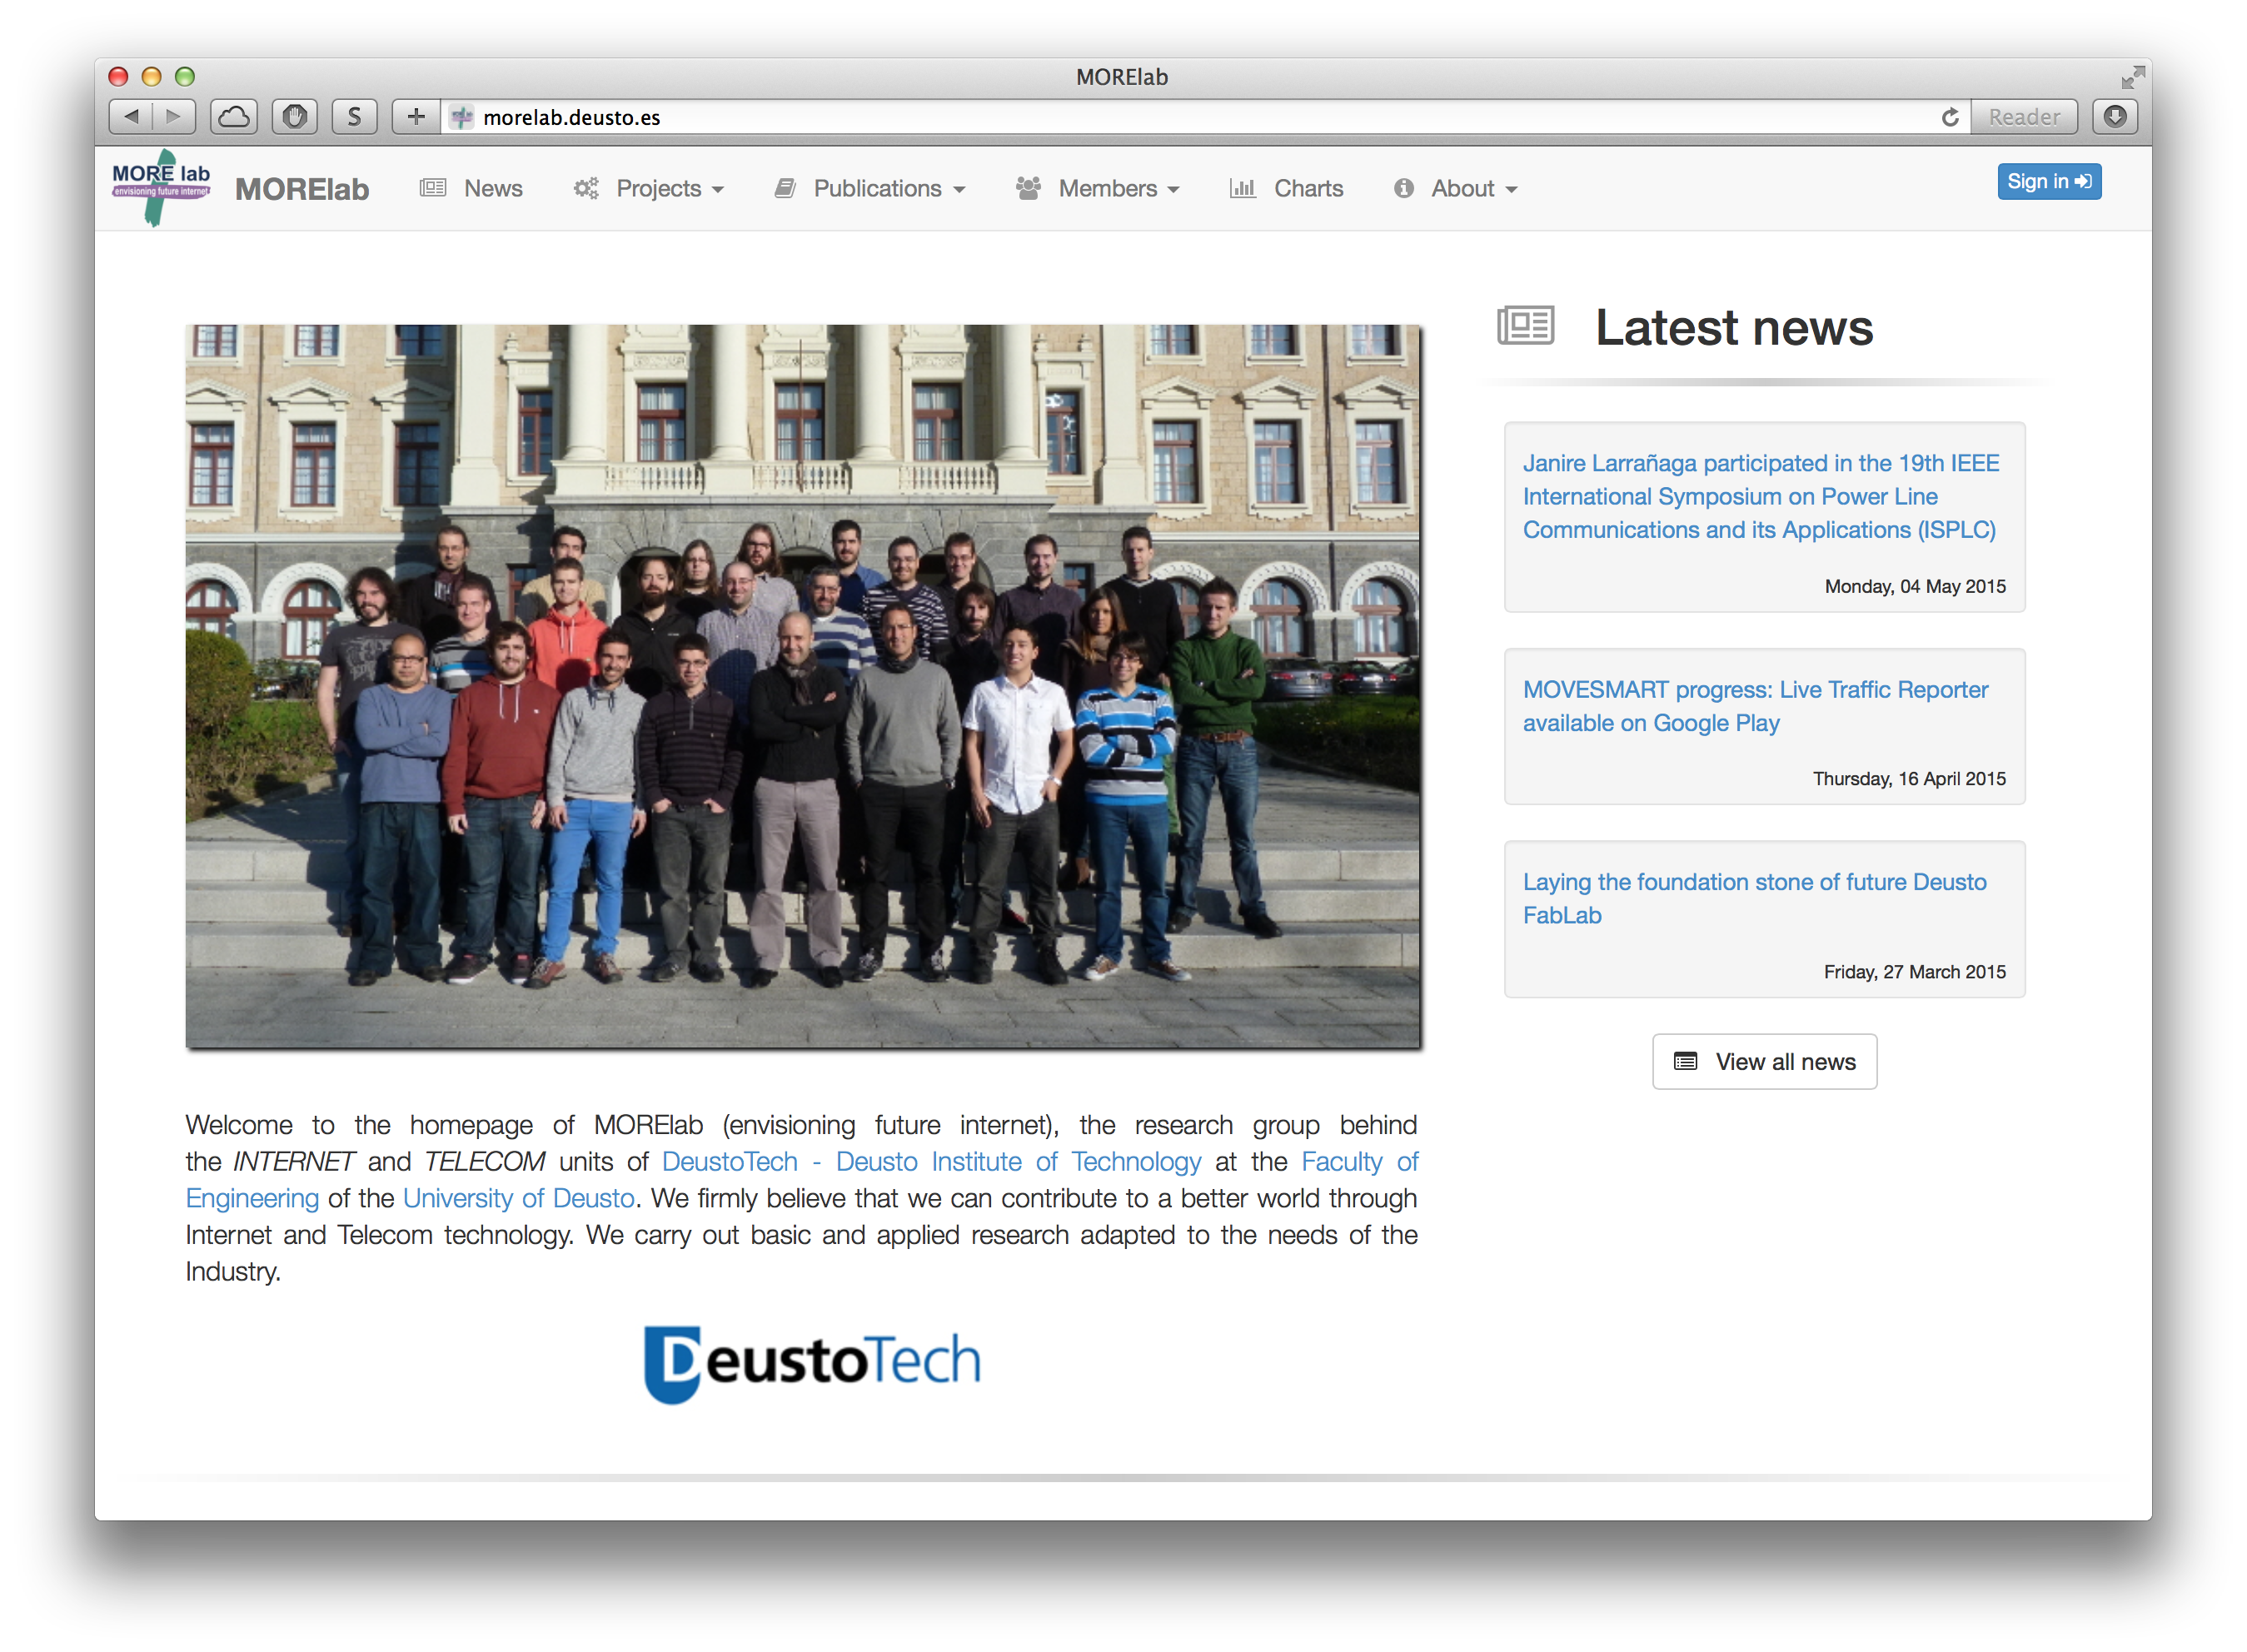 MORElab
S
morelab.deusto.es
Reader
MORE lab
envisioning future internet
MORElab
News
Projects
Publications
Members
Charts
About
Sign in
Latest news
Janire Larrañaga participated in the 19th IEEE
International Symposium on Power Line
Communications and its Applications (ISPLC)
Monday, 04 May 2015
MOVESMART progress: Live Traffic Reporter
available on Google Play
Thursday, 16 April 2015
Laying the foundation stone of future Deusto
FabLab
Friday, 27 March 2015
View all news
Welcome to the homepage of MORElab (envisioning future internet), the research group behind
the INTERNET and TELECOM units of DeustoTech - Deusto Institute of Technology at the Faculty of
Engineering of the University of Deusto. We firmly believe that we can contribute to a better world through
Internet and Telecom technology. We carry out basic and applied research adapted to the needs of the
Industry.
DeustoTech